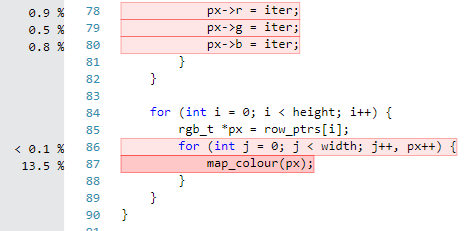 0.9 % 78 px->r = iter;
0.5 % 79 px->g = iter;
0.8 % 80 px->b = iter;
81 }
82 }
83
84 for (int i = 0; i < height; i++) {
85 rgb_t *px = row_ptrs[i];
< 0.1 % 86 for (int j = 0; j < width; j++, px++) {
13.5 % 87 map_colour(px);
88 }
89 }
90 }